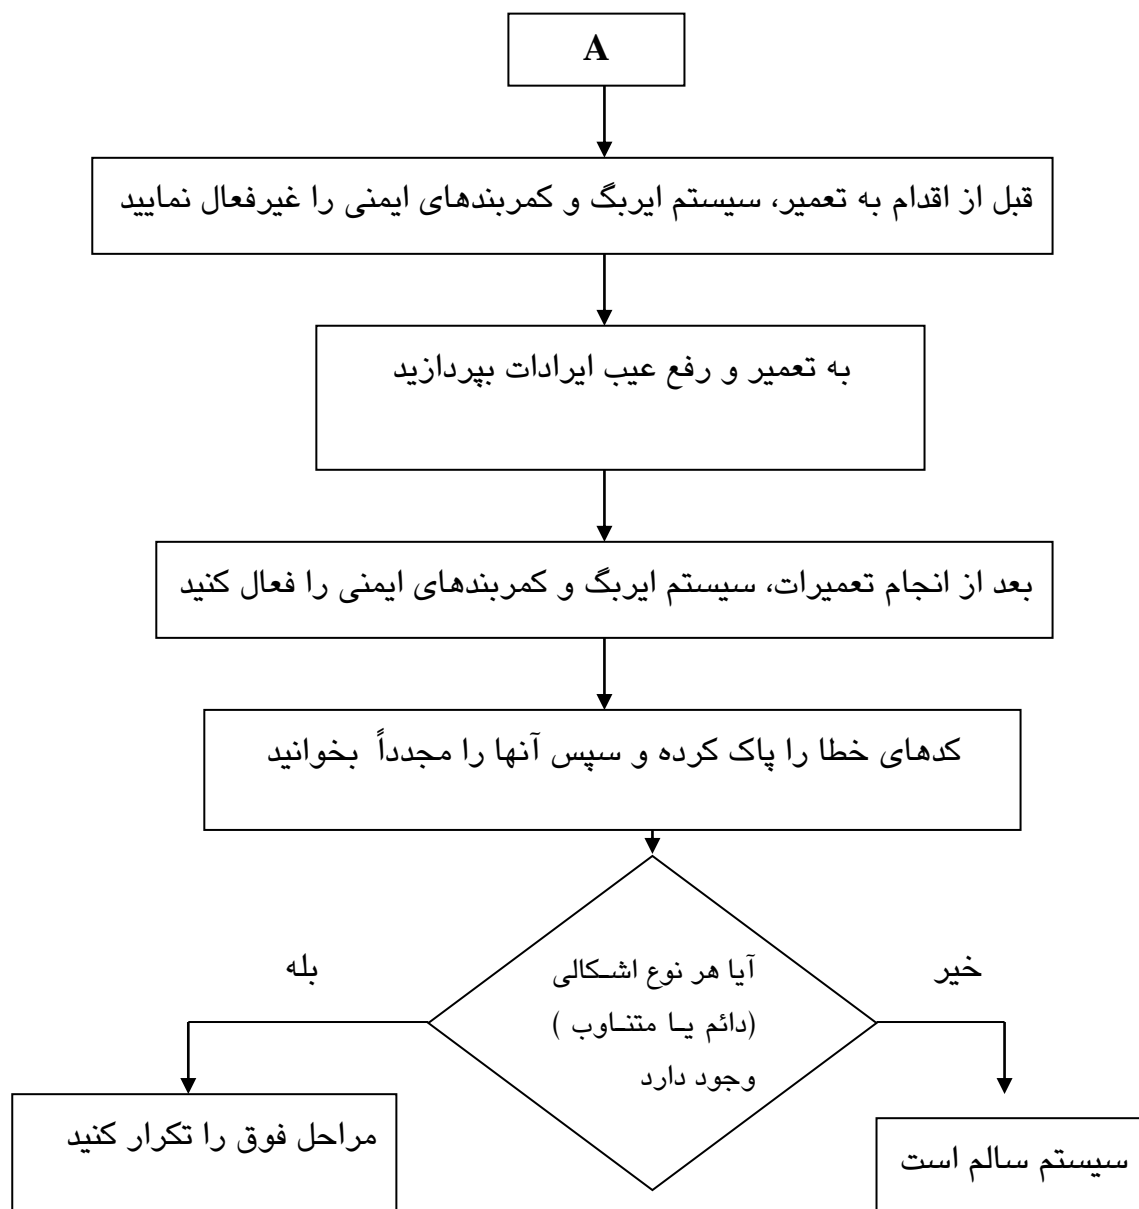 A
قبل از اقدام به تعمیر، سیستم ایربگ و کمربندهای ایمنی را غیرفعال نمایید
به تعمیر و رفع عیب ایرادات بپردازید
بعد از انجام تعمیرات، سیستم ایربگ و کمربندهای ایمنی را فعال کنید
کدهای خطا را پاک کرده و سپس آنها را مجدداً بخوانید
آیا هر نوع اشکالی
(دائم یا متناوب )
وجود دارد
خیر
بله
سیستم سالم است
مراحل فوق را تکرار کنید